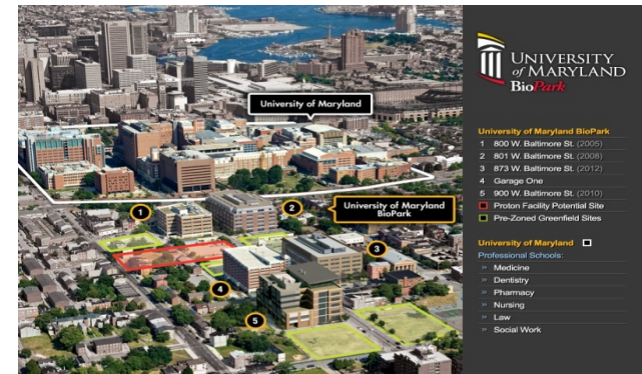 University of Maryland
University of Maryland
BioPark
1
2
3
4
5
UNIVERSITY
of MARYLAND
BioPark
University of Maryland BioPark
1 800 W. Baltimore St. (2005)
2 801 W. Baltimore St. (2008)
3 873 W. Baltimore St. (2012)
4 Garage One
5 900 W. Baltimore St. (2010)
Proton Facility Potential Site
Pre-Zoned Greenfield Sites
University of Maryland
Professional Schools:
» Medicine
» Dentistry
» Pharmacy
» Nursing
» Law
» Social Work